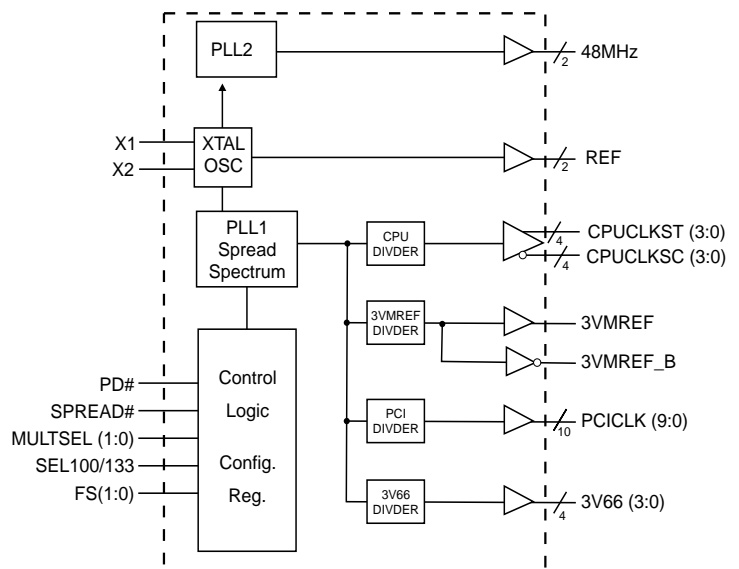 PLL2
2
48MHz
X1
X2
XTAL
OSC
2
REF
PLL1
Spread
Spectrum
CPU
DIVDER
4
4
CPUCLKST (3:0)
CPUCLKSC (3:0)
3VMREF
DIVDER
3VMREF
3VMREF_B
PD#
SPREAD#
MULTSEL (1:0)
SEL100/133
FS(1:0)
Control
Logic
Config.
Reg.
PCI
DIVDER
10
PCICLK (9:0)
3V66
DIVDER
4
3V66 (3:0)